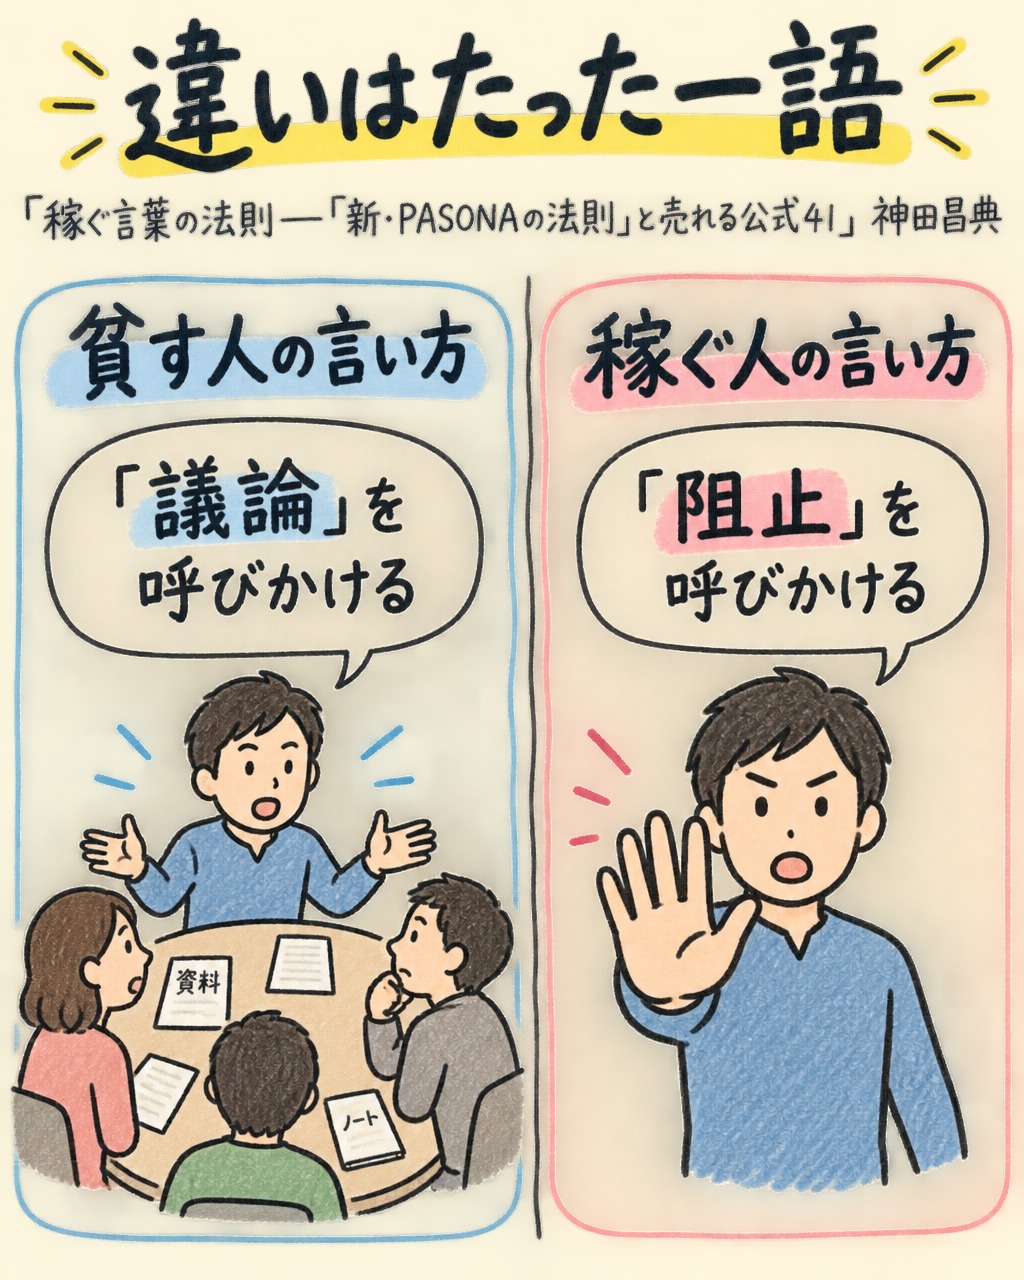 違いはたった一語
「稼ぐ言葉の法則──「新・PASONAの法則」と売れる公式41」 神田昌典
貧す人の言い方
「議論」を
呼びかける
資料
ノート
稼ぐ人の言い方
「阻止」を
呼びかける